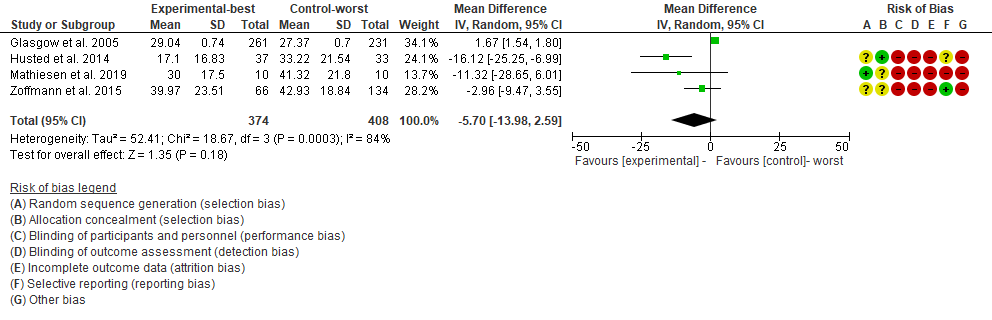 Experimental-best Control-worst Mean Difference Mean Difference Risk of Bias
Study or Subgroup Mean SD Total Mean SD Total Weight IV, Random, 95% CI IV, Random, 95% CI A B C D E F G
Glasgow et al. 2005 29.04 0.74 261 27.37 0.7 231 34.1% 1.67 [1.54, 1.80]
Husted et al. 2014 17.1 16.83 37 33.22 21.54 33 24.1% -16.12 [-25.25, -6.99] ? + − − − ? −
Mathiesen et al. 2019 30 17.5 10 41.32 21.8 10 13.7% -11.32 [-28.65, 6.01] + ? − − − − −
Zoffmann et al. 2015 39.97 23.51 66 42.93 18.84 134 28.2% -2.96 [-9.47, 3.55] ? ? − − − + −
Total (95% CI) 374 408 100.0% -5.70 [-13.98, 2.59]
Heterogeneity: Tau² = 52.41; Chi² = 18.67, df = 3 (P = 0.0003); I² = 84%
Test for overall effect: Z = 1.35 (P = 0.18)
-50 -25 0 25 50
Favours [experimental] - Favours [control]- worst
Risk of bias legend
(A) Random sequence generation (selection bias)
(B) Allocation concealment (selection bias)
(C) Blinding of participants and personnel (performance bias)
(D) Blinding of outcome assessment (detection bias)
(E) Incomplete outcome data (attrition bias)
(F) Selective reporting (reporting bias)
(G) Other bias